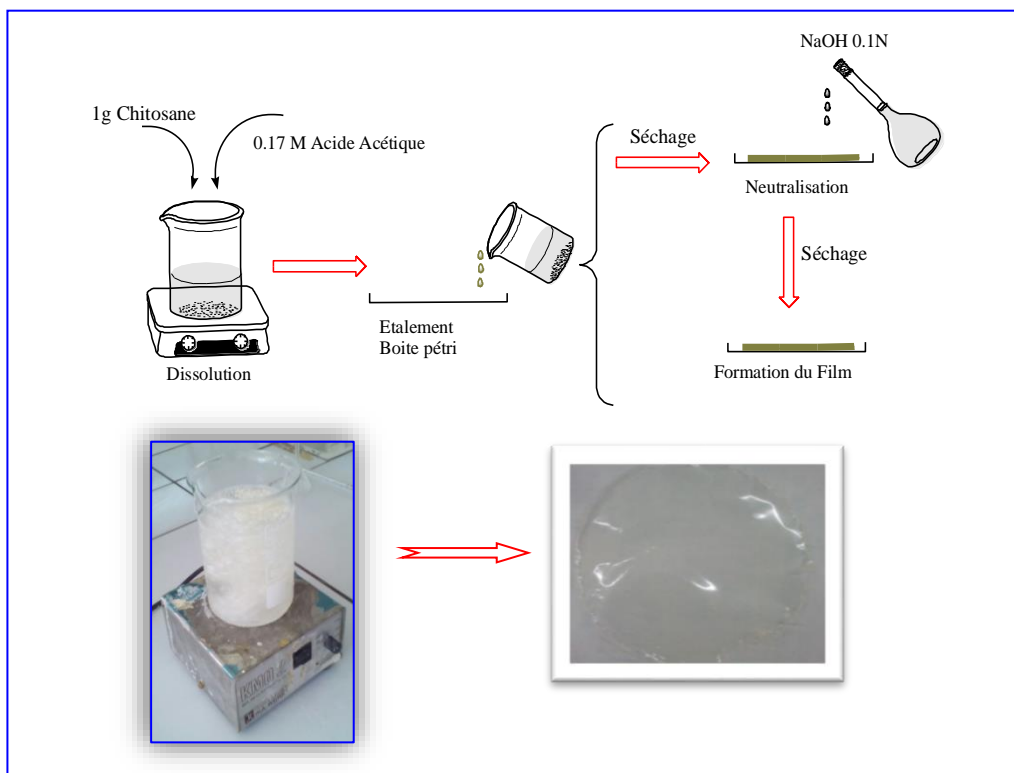 NaOH 0.1N
1g Chitosane
0.17 M Acide Acétique
Séchage
Neutralisation
Séchage
Etalement
Boite pétri
Dissolution
Formation du Film